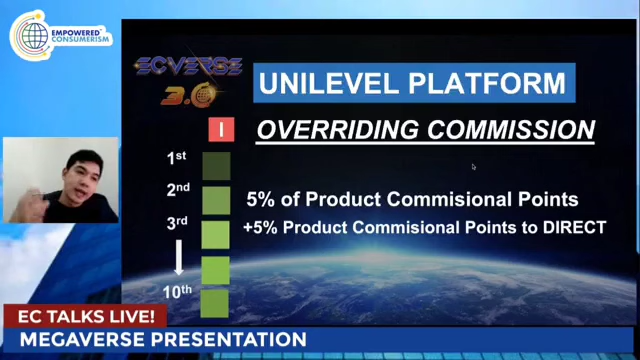 EMPOWERED
CONSUMERISM
ECVERSE
3.0
UNILEVEL PLATFORM
I
OVERRIDING COMMISSION
1st
2nd
5% of Product Commisional Points
3rd
+5% Product Commisional Points to DIRECT
10th
EC TALKS LIVE!
MEGAVERSE PRESENTATION